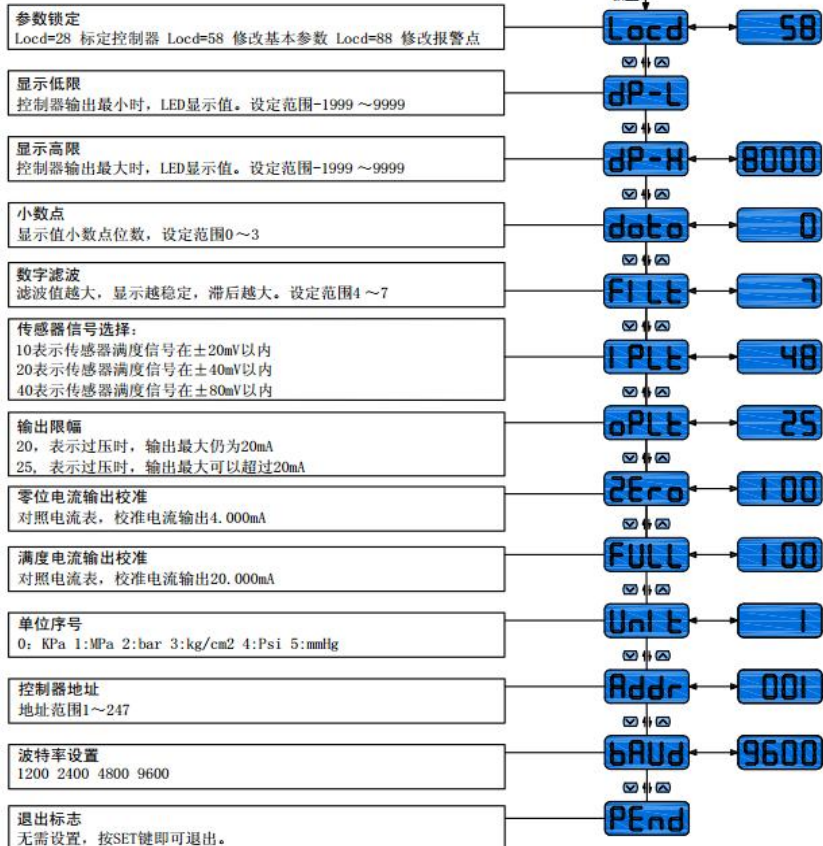 参数锁定
Locd=28 标定控制器 Locd=58 修改基本参数 Locd=88 修改报警点
Locd
58
显示低限
控制器输出最小时，LED显示值。设定范围-1999～9999
dP-L
显示高限
控制器输出最大时，LED显示值。设定范围-1999～9999
dP-H
8000
小数点
显示值小数点位数，设定范围0～3
doto
0
数字滤波
滤波值越大，显示越稳定，滞后越大。设定范围4～7
FILt
7
传感器信号选择：
10表示传感器满度信号在±20mV以内
20表示传感器满度信号在±40mV以内
40表示传感器满度信号在±80mV以内
IPLt
48
输出限幅
20，表示过压时，输出最大仍为20mA
25，表示过压时，输出最大可以超过20mA
oPLt
25
零位电流输出校准
对照电流表，校准电流输出4.000mA
ZEro
100
满度电流输出校准
对照电流表，校准电流输出20.000mA
FULL
100
单位序号
0：KPa 1:MPa 2:bar 3:kg/cm2 4:Psi 5:mmHg
UnIt
1
控制器地址
地址范围1～247
Addr
001
波特率设置
1200 2400 4800 9600
bAUd
9600
退出标志
无需设置，按SET键即可退出。
PEnd